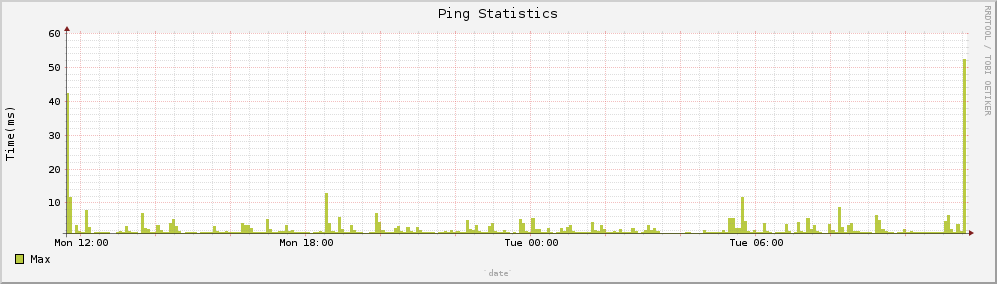 Ping Statistics
RRDTOOL / TOBI OETIKER
Time(ms)
60
50
40
30
20
10
Mon 12:00 Mon 18:00 Tue 00:00 Tue 06:00
Max
`date`